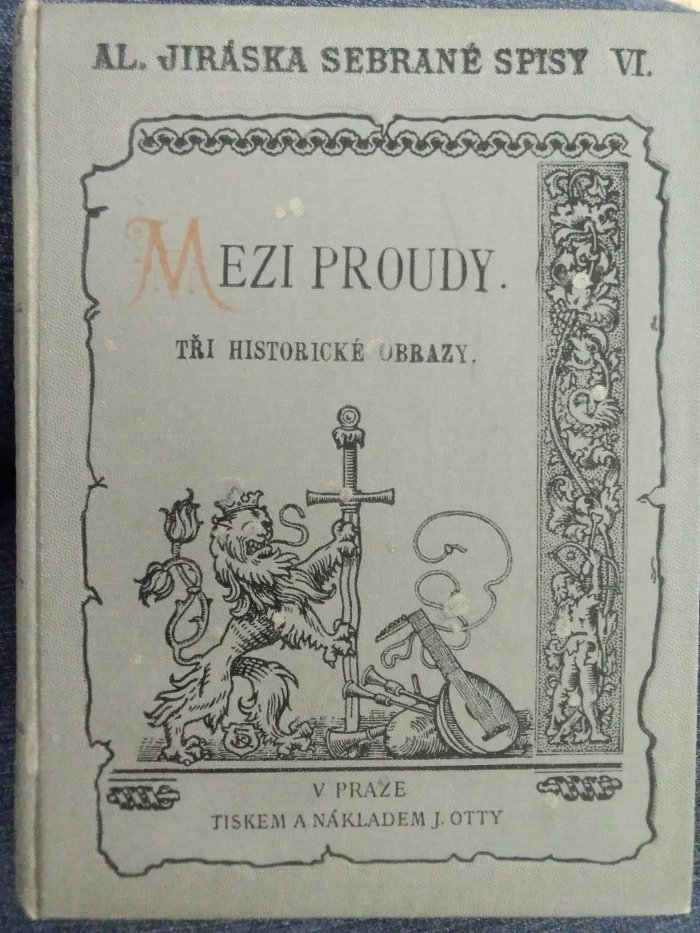 AL. JIRÁSKA SEBRANÉ SPISY VI.
MEZI PROUDY.
TŘI HISTORICKÉ OBRAZY.
V PRAZE
TISKEM A NÁKLADEM J. OTTY